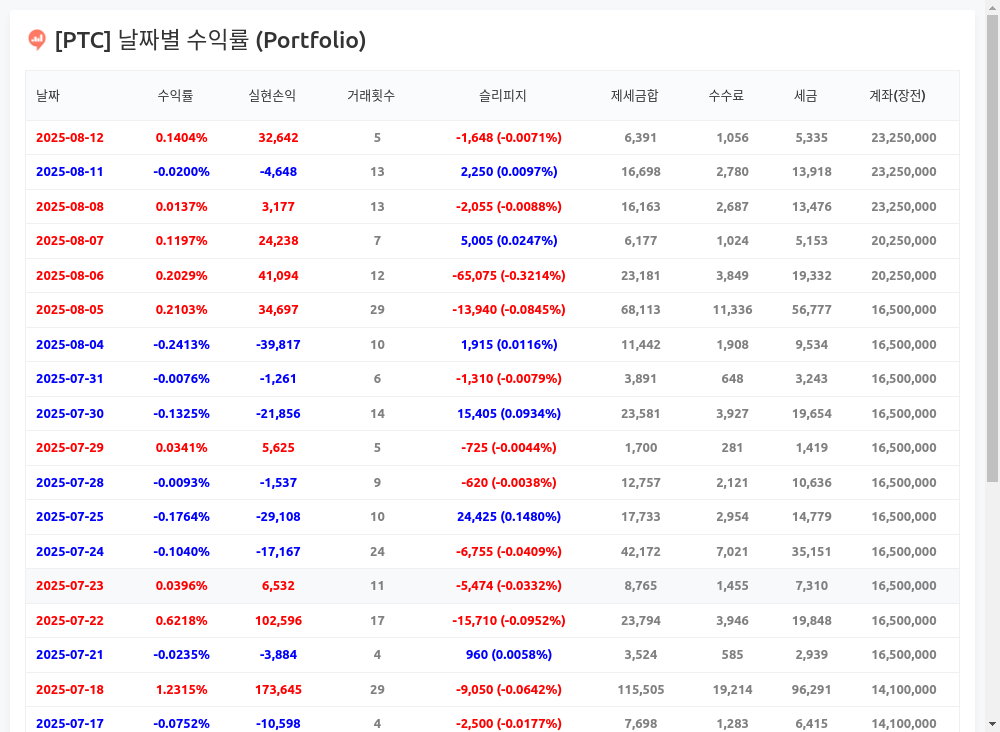 [PTC] 날짜별 수익률 (Portfolio)
날짜 수익률 실현손익 거래횟수 슬리피지 제세금합 수수료 세금 계좌(장전)
2025-08-12 0.1404% 32,642 5 -1,648 (-0.0071%) 6,391 1,056 5,335 23,250,000
2025-08-11 -0.0200% -4,648 13 2,250 (0.0097%) 16,698 2,780 13,918 23,250,000
2025-08-08 0.0137% 3,177 13 -2,055 (-0.0088%) 16,163 2,687 13,476 23,250,000
2025-08-07 0.1197% 24,238 7 5,005 (0.0247%) 6,177 1,024 5,153 20,250,000
2025-08-06 0.2029% 41,094 12 -65,075 (-0.3214%) 23,181 3,849 19,332 20,250,000
2025-08-05 0.2103% 34,697 29 -13,940 (-0.0845%) 68,113 11,336 56,777 16,500,000
2025-08-04 -0.2413% -39,817 10 1,915 (0.0116%) 11,442 1,908 9,534 16,500,000
2025-07-31 -0.0076% -1,261 6 -1,310 (-0.0079%) 3,891 648 3,243 16,500,000
2025-07-30 -0.1325% -21,856 14 15,405 (0.0934%) 23,581 3,927 19,654 16,500,000
2025-07-29 0.0341% 5,625 5 -725 (-0.0044%) 1,700 281 1,419 16,500,000
2025-07-28 -0.0093% -1,537 9 -620 (-0.0038%) 12,757 2,121 10,636 16,500,000
2025-07-25 -0.1764% -29,108 10 24,425 (0.1480%) 17,733 2,954 14,779 16,500,000
2025-07-24 -0.1040% -17,167 24 -6,755 (-0.0409%) 42,172 7,021 35,151 16,500,000
2025-07-23 0.0396% 6,532 11 -5,474 (-0.0332%) 8,765 1,455 7,310 16,500,000
2025-07-22 0.6218% 102,596 17 -15,710 (-0.0952%) 23,794 3,946 19,848 16,500,000
2025-07-21 -0.0235% -3,884 4 960 (0.0058%) 3,524 585 2,939 16,500,000
2025-07-18 1.2315% 173,645 29 -9,050 (-0.0642%) 115,505 19,214 96,291 14,100,000
2025-07-17 -0.0752% -10,598 4 -2,500 (-0.0177%) 7,698 1,283 6,415 14,100,000